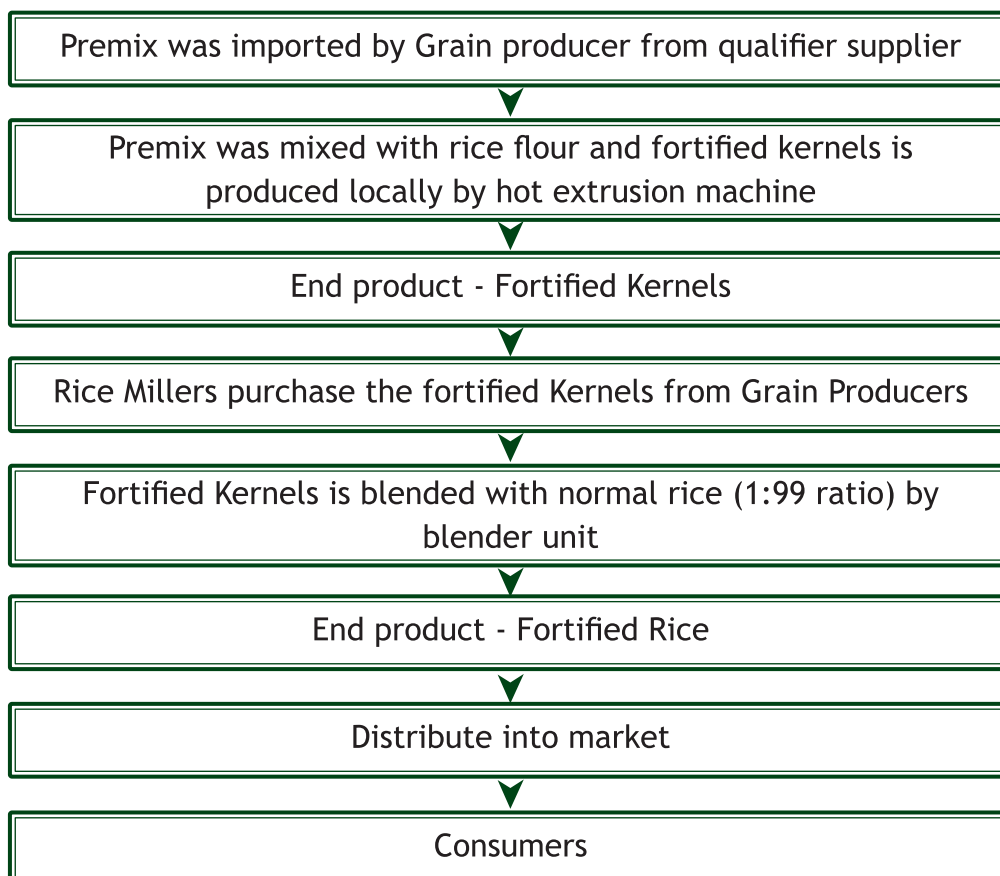 Premix was imported by Grain producer from qualifier supplier
Premix was mixed with rice flour and fortified kernels is
produced locally by hot extrusion machine
End product - Fortified Kernels
Rice Millers purchase the fortified Kernels from Grain Producers
Fortified Kernels is blended with normal rice (1:99 ratio) by
blender unit
End product - Fortified Rice
Distribute into market
Consumers